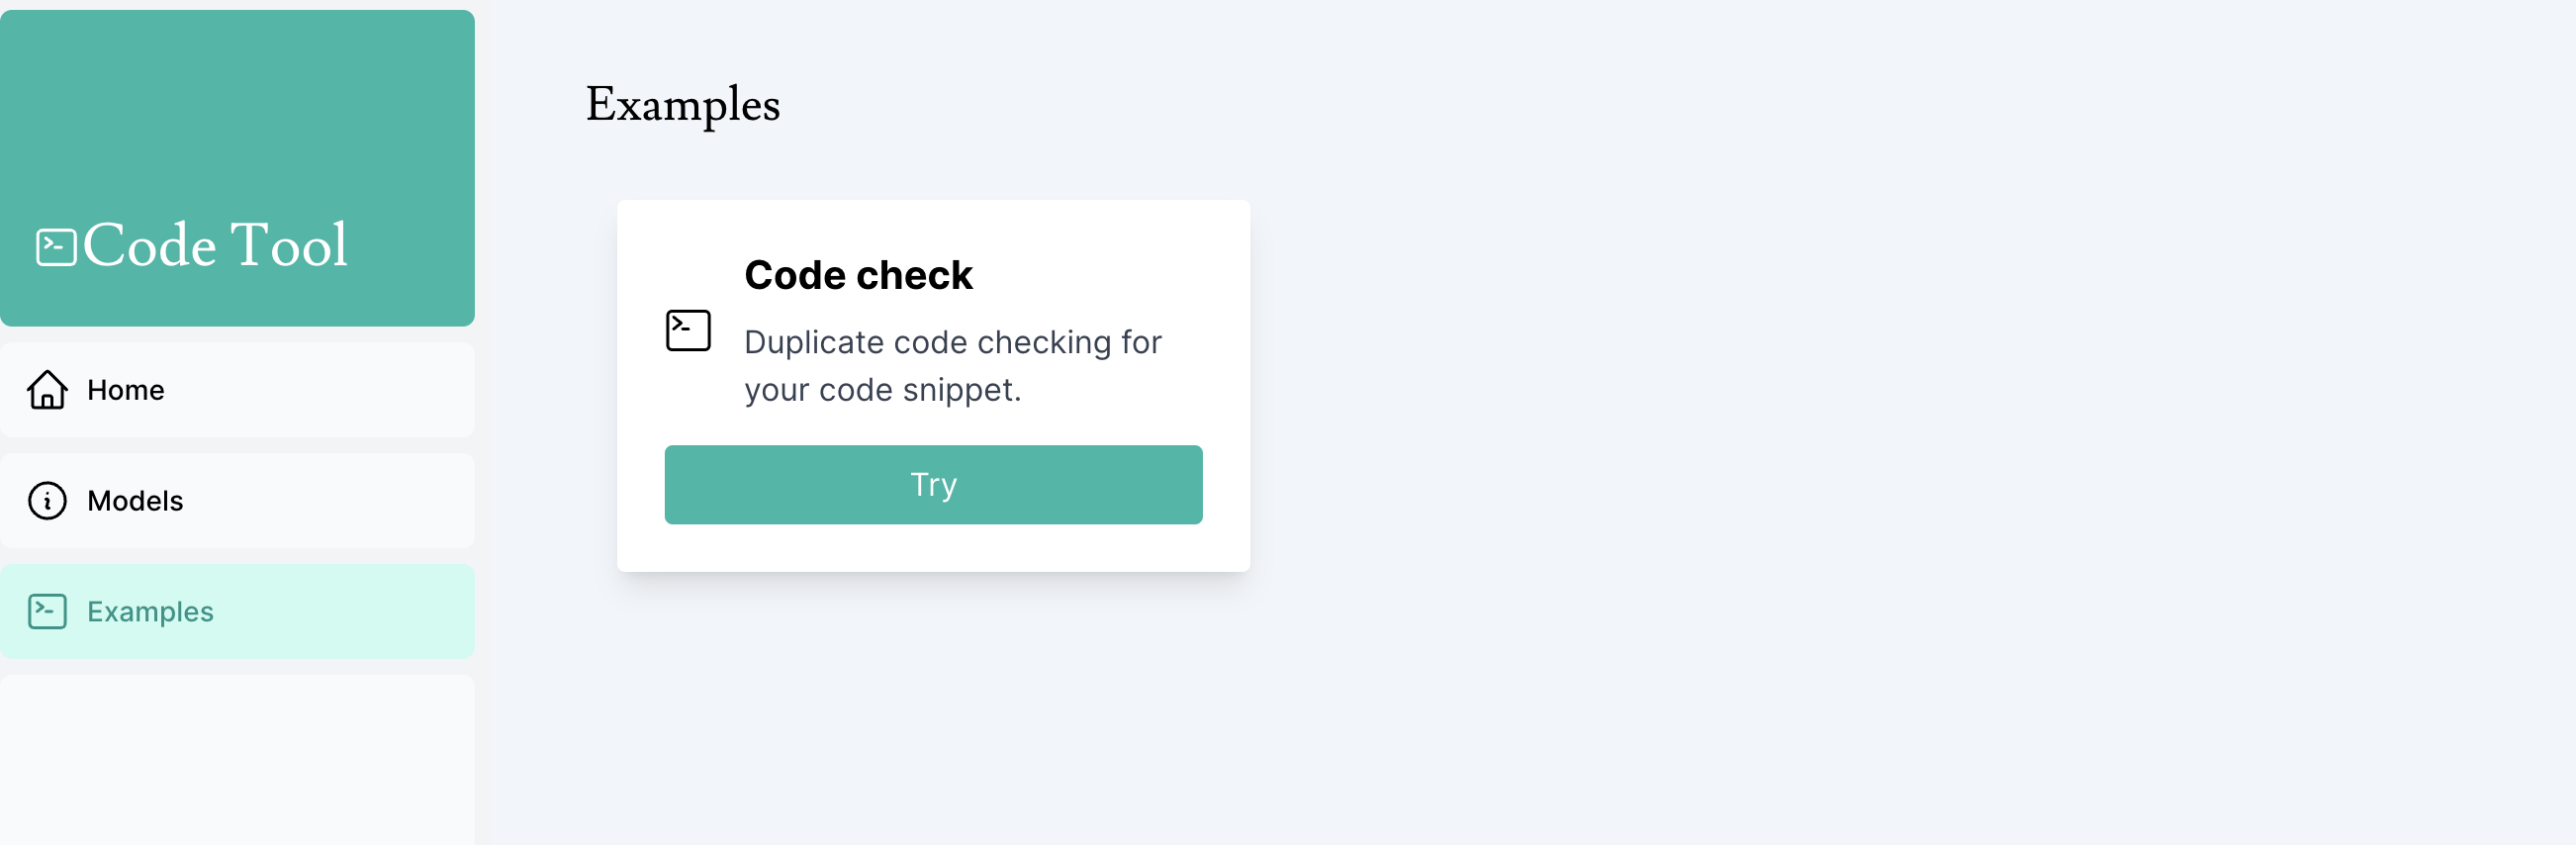 Code Tool
Home
Models
Examples
Examples
Code check
Duplicate code checking for
your code snippet.
Try